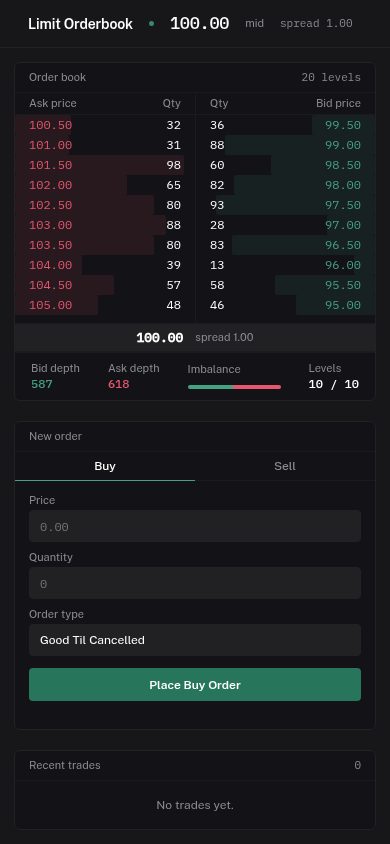 Limit Orderbook • 100.00 mid spread 1.00
Order book 20 levels
Ask price Qty Qty Bid price
100.50 32 36 99.50
101.00 31 88 99.00
101.50 98 60 98.50
102.00 65 82 98.00
102.50 80 93 97.50
103.00 88 28 97.00
103.50 80 83 96.50
104.00 39 13 96.00
104.50 57 58 95.50
105.00 48 46 95.00
100.00 spread 1.00
Bid depth Ask depth Imbalance Levels
587 618 10 / 10
New order
Buy Sell
Price
0.00
Quantity
0
Order type
Good Til Cancelled
Place Buy Order
Recent trades 0
No trades yet.